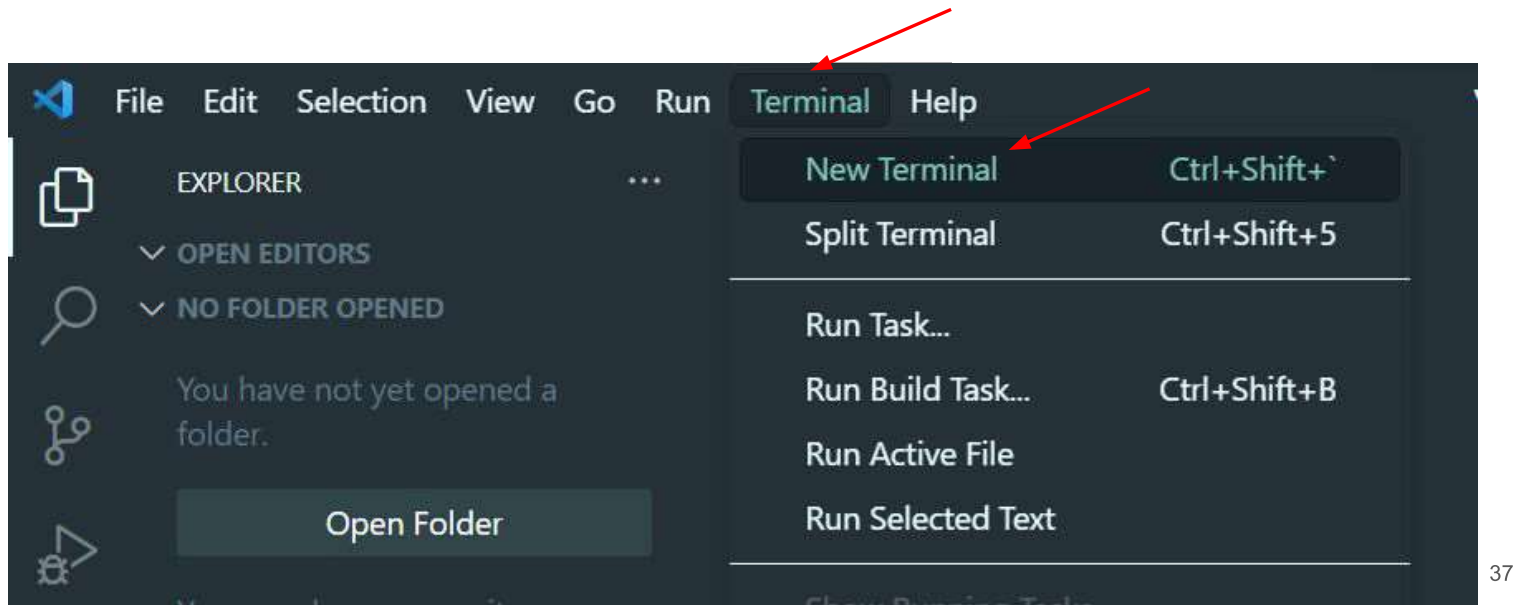 File Edit Selection View Go Run Terminal Help
EXPLORER ...
OPEN EDITORS
NO FOLDER OPENED
You have not yet opened a
folder.
Open Folder
New Terminal Ctrl+Shift+`
Split Terminal Ctrl+Shift+5
Run Task...
Run Build Task... Ctrl+Shift+B
Run Active File
Run Selected Text
37